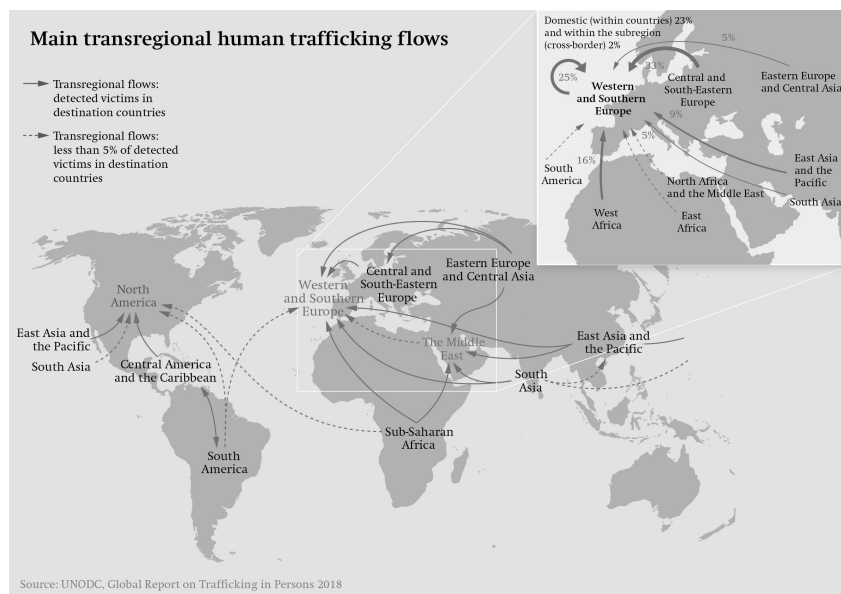 Main transregional human trafficking flows
Transregional flows:
detected victims in
destination countries
Transregional flows:
less than 5% of detected
victims in destination
countries
Domestic (within countries) 23%
and within the subregion
(cross-border) 2%
5%
33%
25%
Western
and Southern
Europe
Central and
South-Eastern
Europe
Eastern Europe
and Central Asia
9%
5%
16%
South
America
North Africa
and the Middle East
East Asia
and the
Pacific
South Asia
West
Africa
East
Africa
North
America
Western
and Southern
Europe
Central and
South-Eastern
Europe
Eastern Europe
and Central Asia
East Asia and
the Pacific
South Asia
Central America
and the Caribbean
The Middle
East
East Asia and
the Pacific
South
Asia
Sub-Saharan
Africa
South
America
Source: UNODC, Global Report on Trafficking in Persons 2018